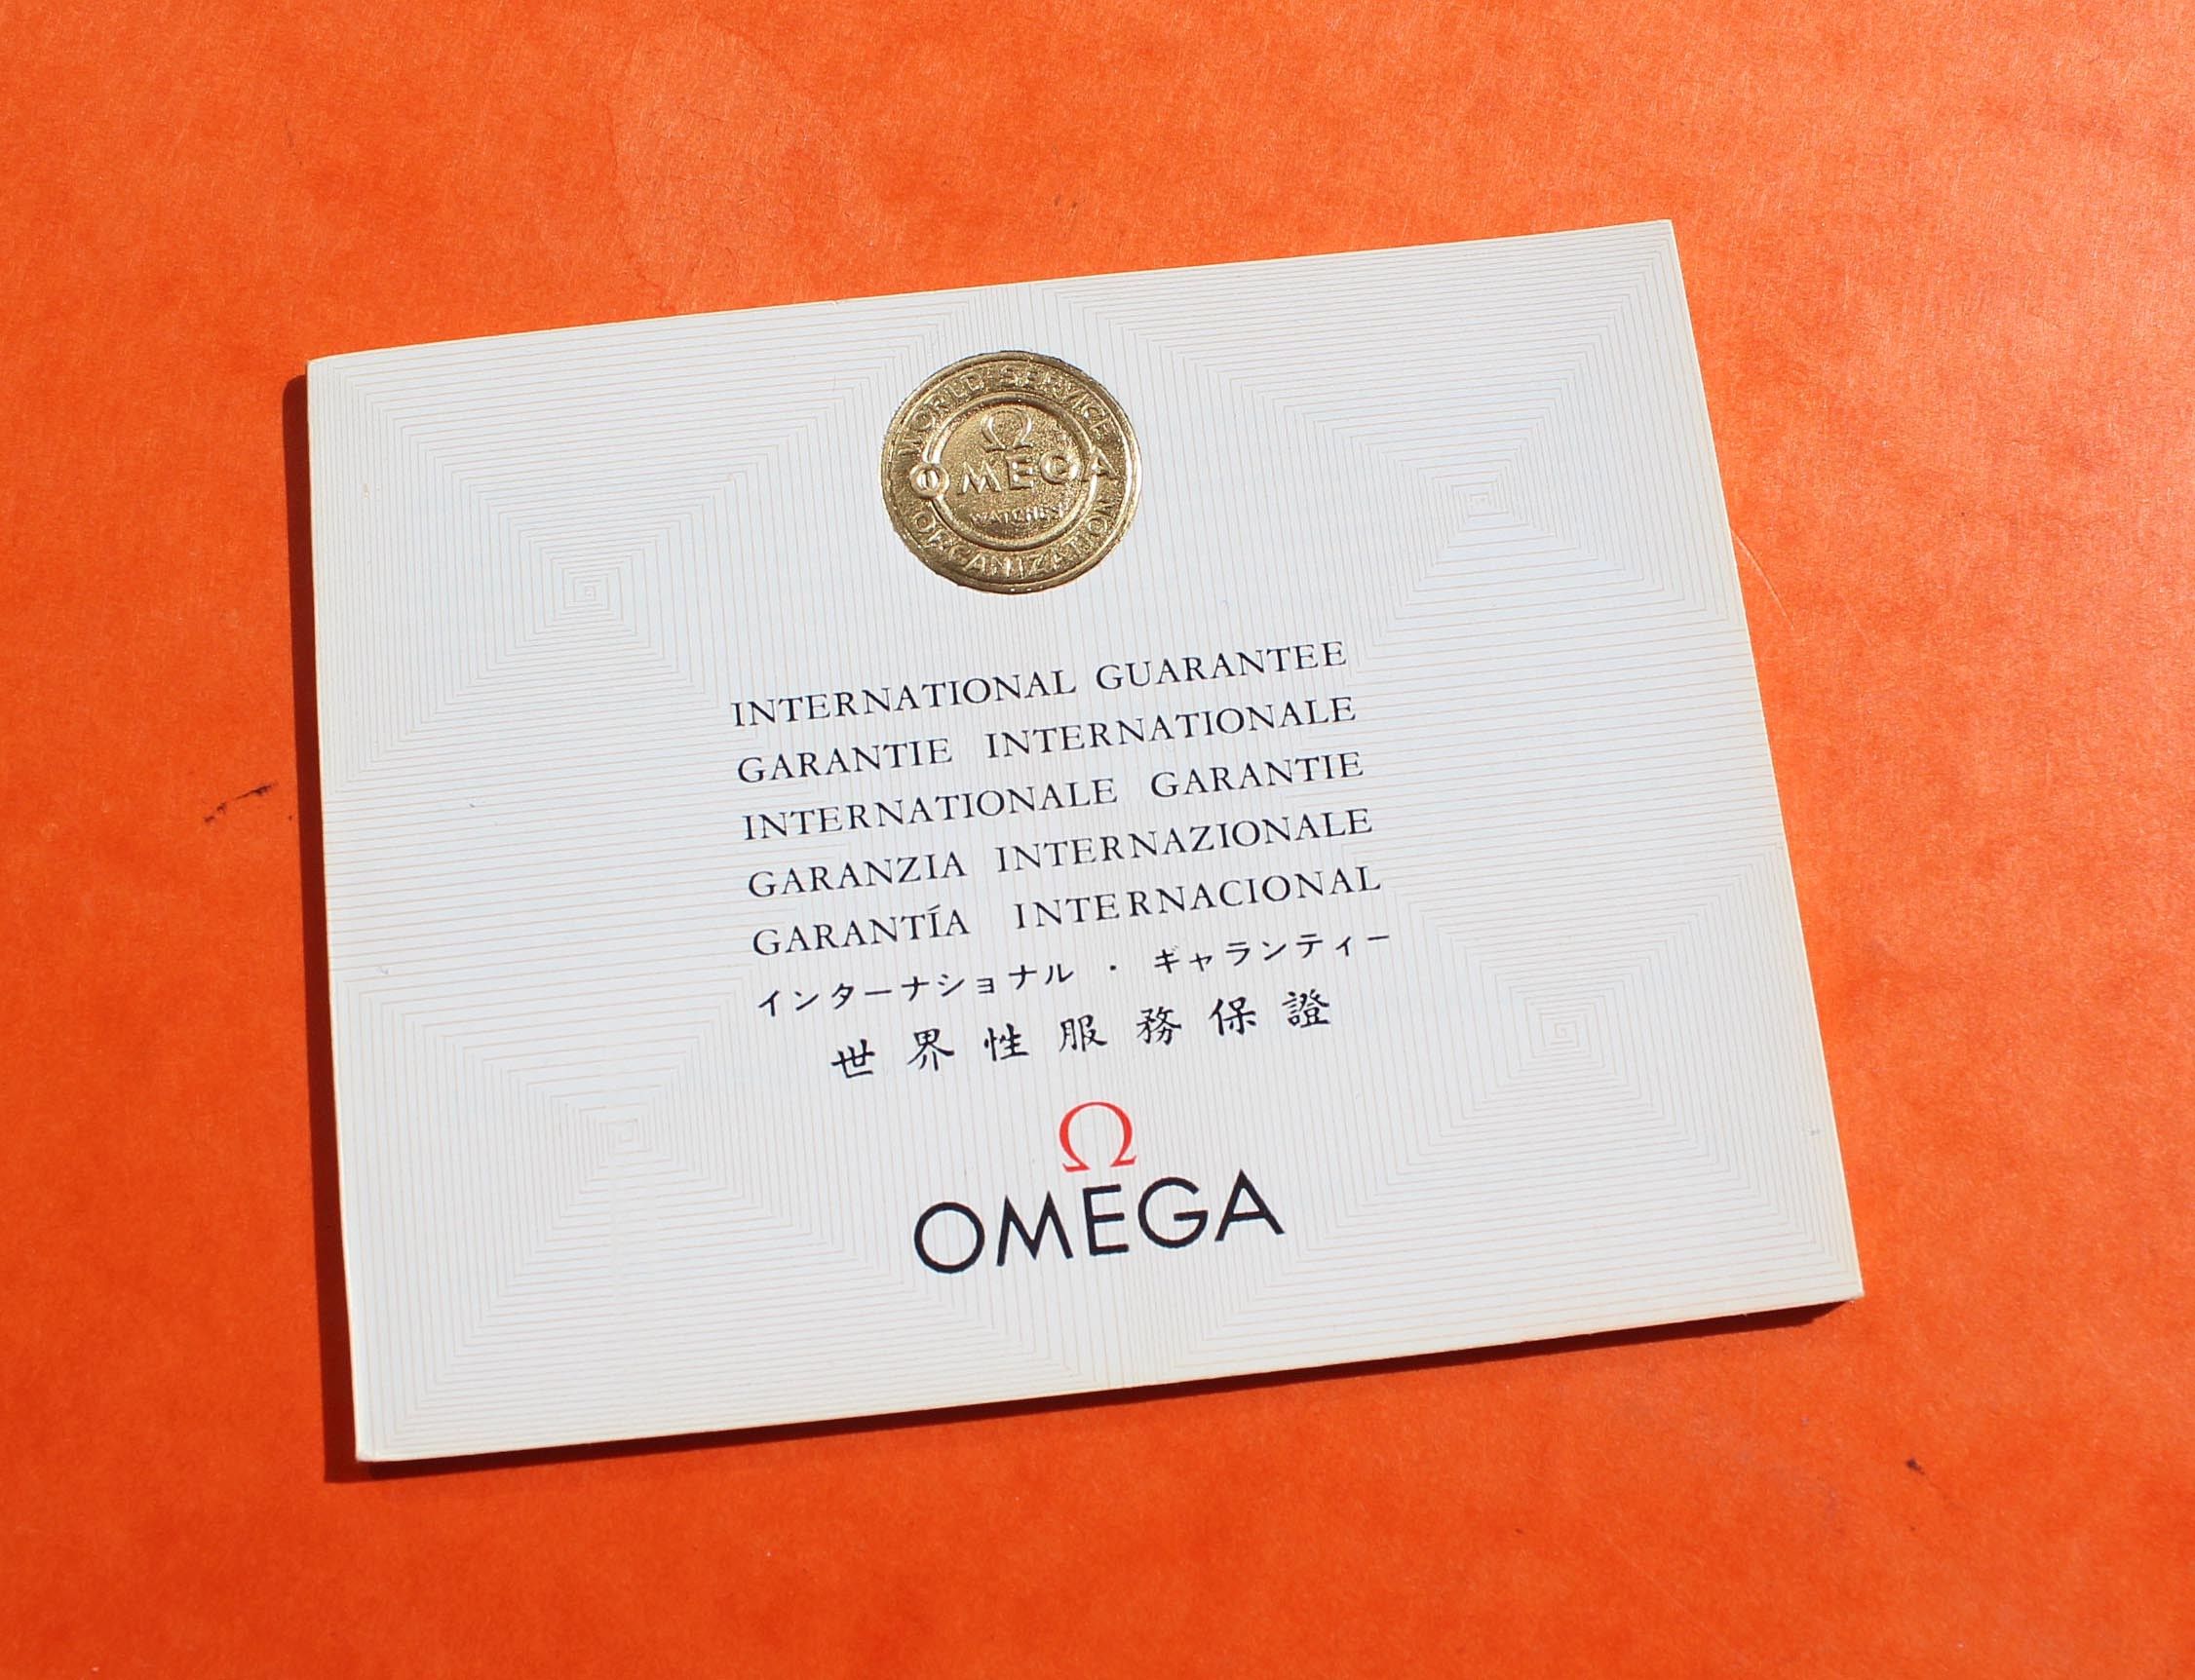 WORLD SERVICE
Ω
OMEGA
WATCHES
ORGANIZATION
INTERNATIONAL GUARANTEE
GARANTIE INTERNATIONALE
INTERNATIONALE GARANTIE
GARANZIA INTERNAZIONALE
GARANTÍA INTERNACIONAL
インターナショナル・ギャランティー
世界性服務保證
Ω
OMEGA